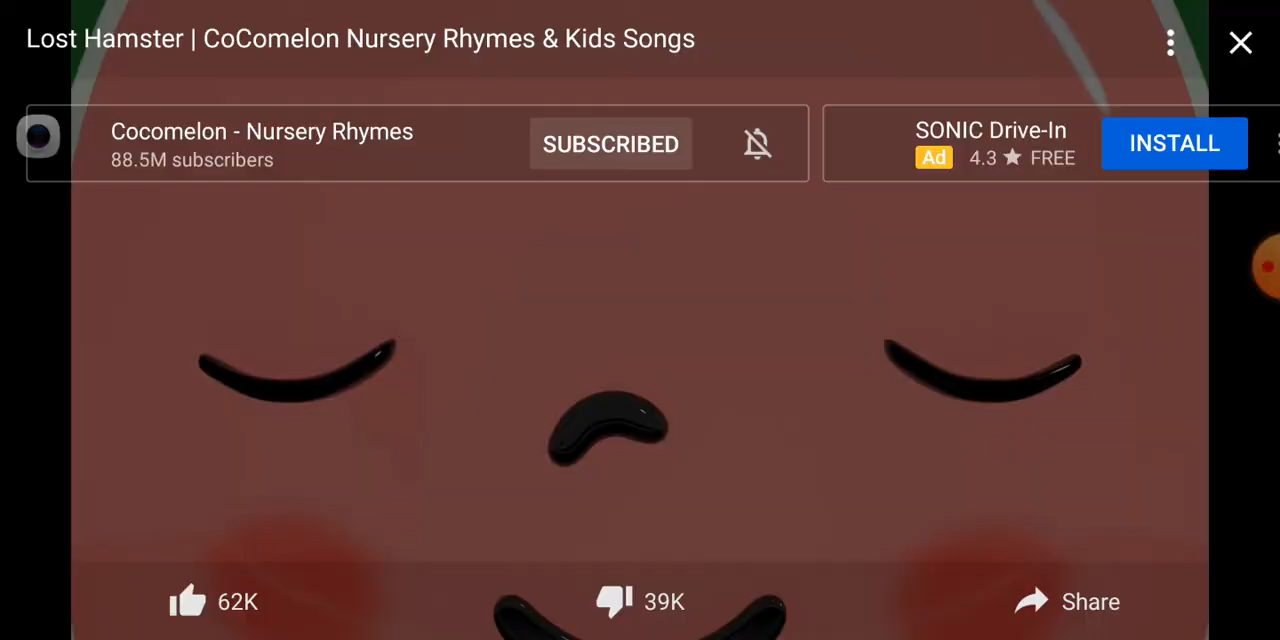 Lost Hamster | CoComelon Nursery Rhymes & Kids Songs
Cocomelon - Nursery Rhymes
88.5M subscribers
SUBSCRIBED
SONIC Drive-In
Ad 4.3 ★ FREE
INSTALL
62K
39K
Share